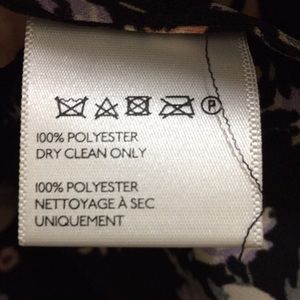 P
100% POLYESTER
DRY CLEAN ONLY
100% POLYESTER
NETTOYAGE À SEC
UNIQUEMENT